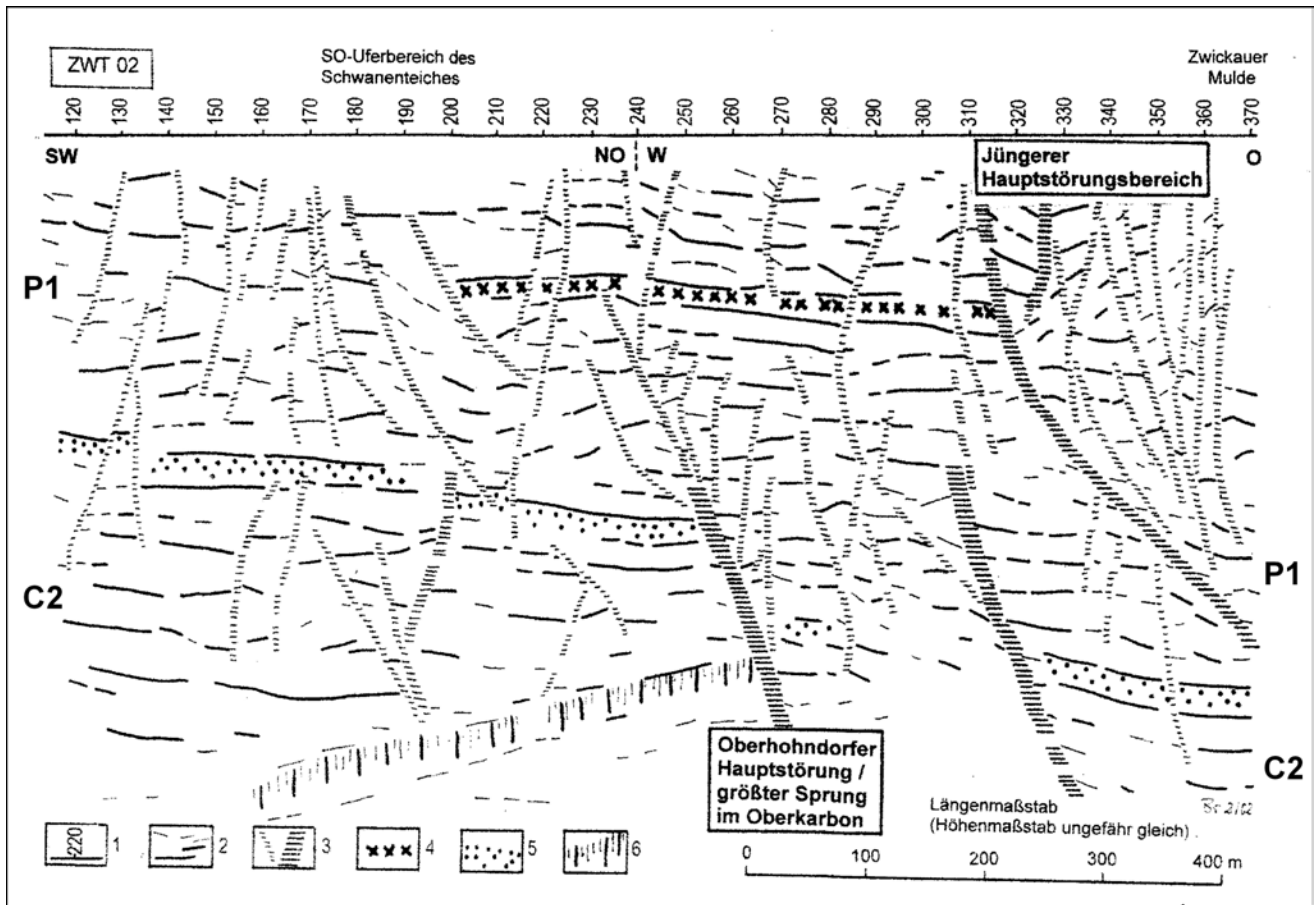 ZWT 02
SO-Uferbereich des
Schwanenteiches
Zwickauer
Mulde
120 130 140 150 160 170 180 190 200 210 220 230 240 250 260 270 280 290 300 310 320 330 340 350 360 370
SW
NO
W
O
Jüngerer
Hauptstörungsbereich
P1
C2
P1
C2
Oberhohndorfer
Hauptstörung /
größter Sprung
im Oberkarbon
Längenmaßstab
(Höhenmaßstab ungefähr gleich)
220 1
2
3
4
5
6
0 100 200 300 400 m